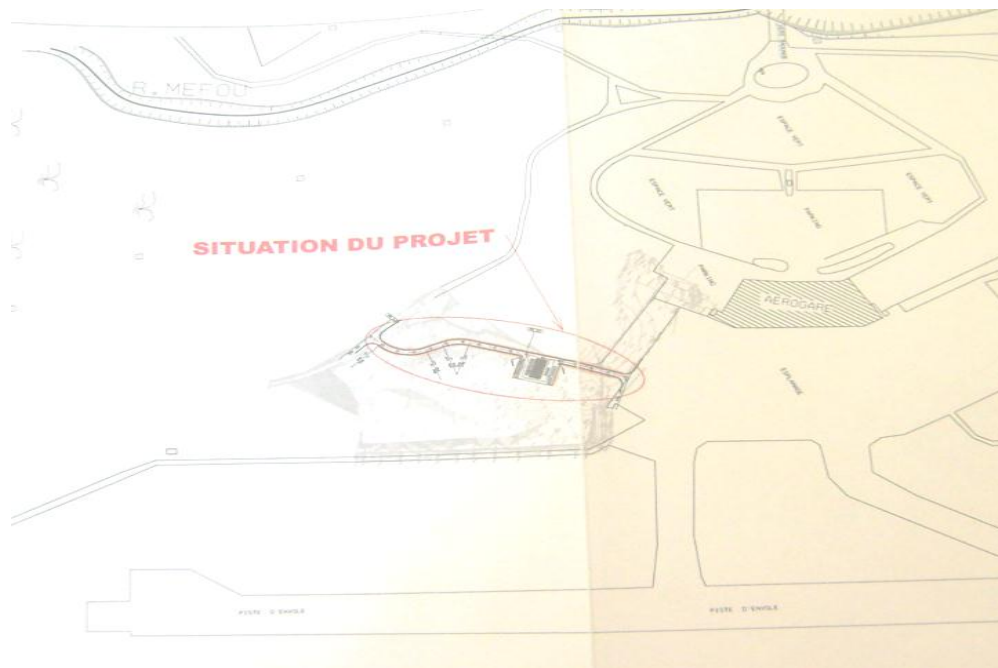 R. MEFOU
ESPACE VERT
ESPACE VERT
ESPACE VERT
PARKING
SITUATION DU PROJET
PARKING
AEROGARE
ESPLANADE
PISTE D'ENVOLE
PISTE D'ENVOLE